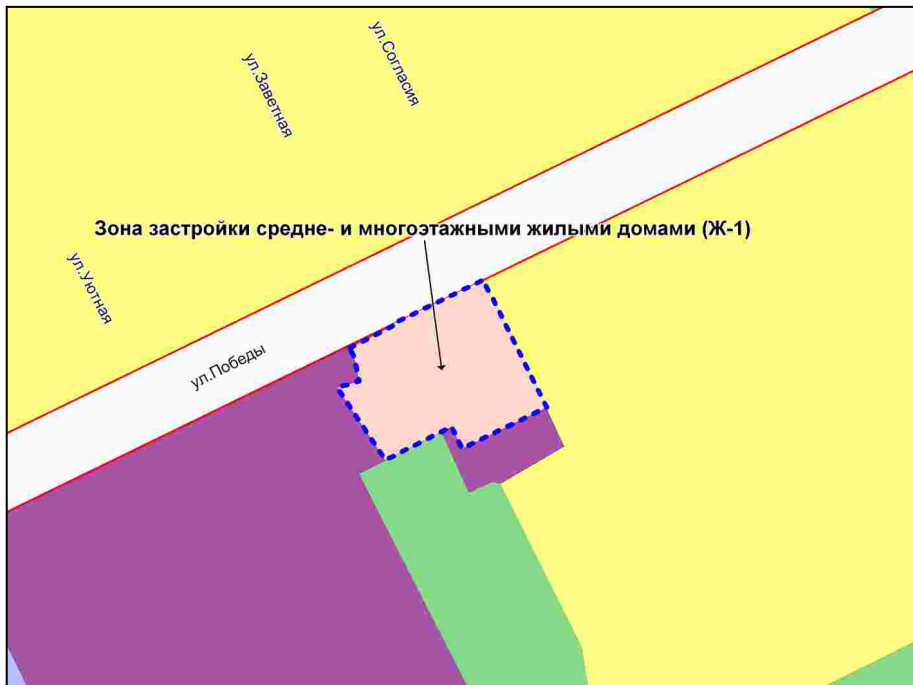 ул.Согласия
ул.Заветная
Зона застройки средне- и многоэтажными жилыми домами (Ж-1)
ул.Уютная
ул.Победы